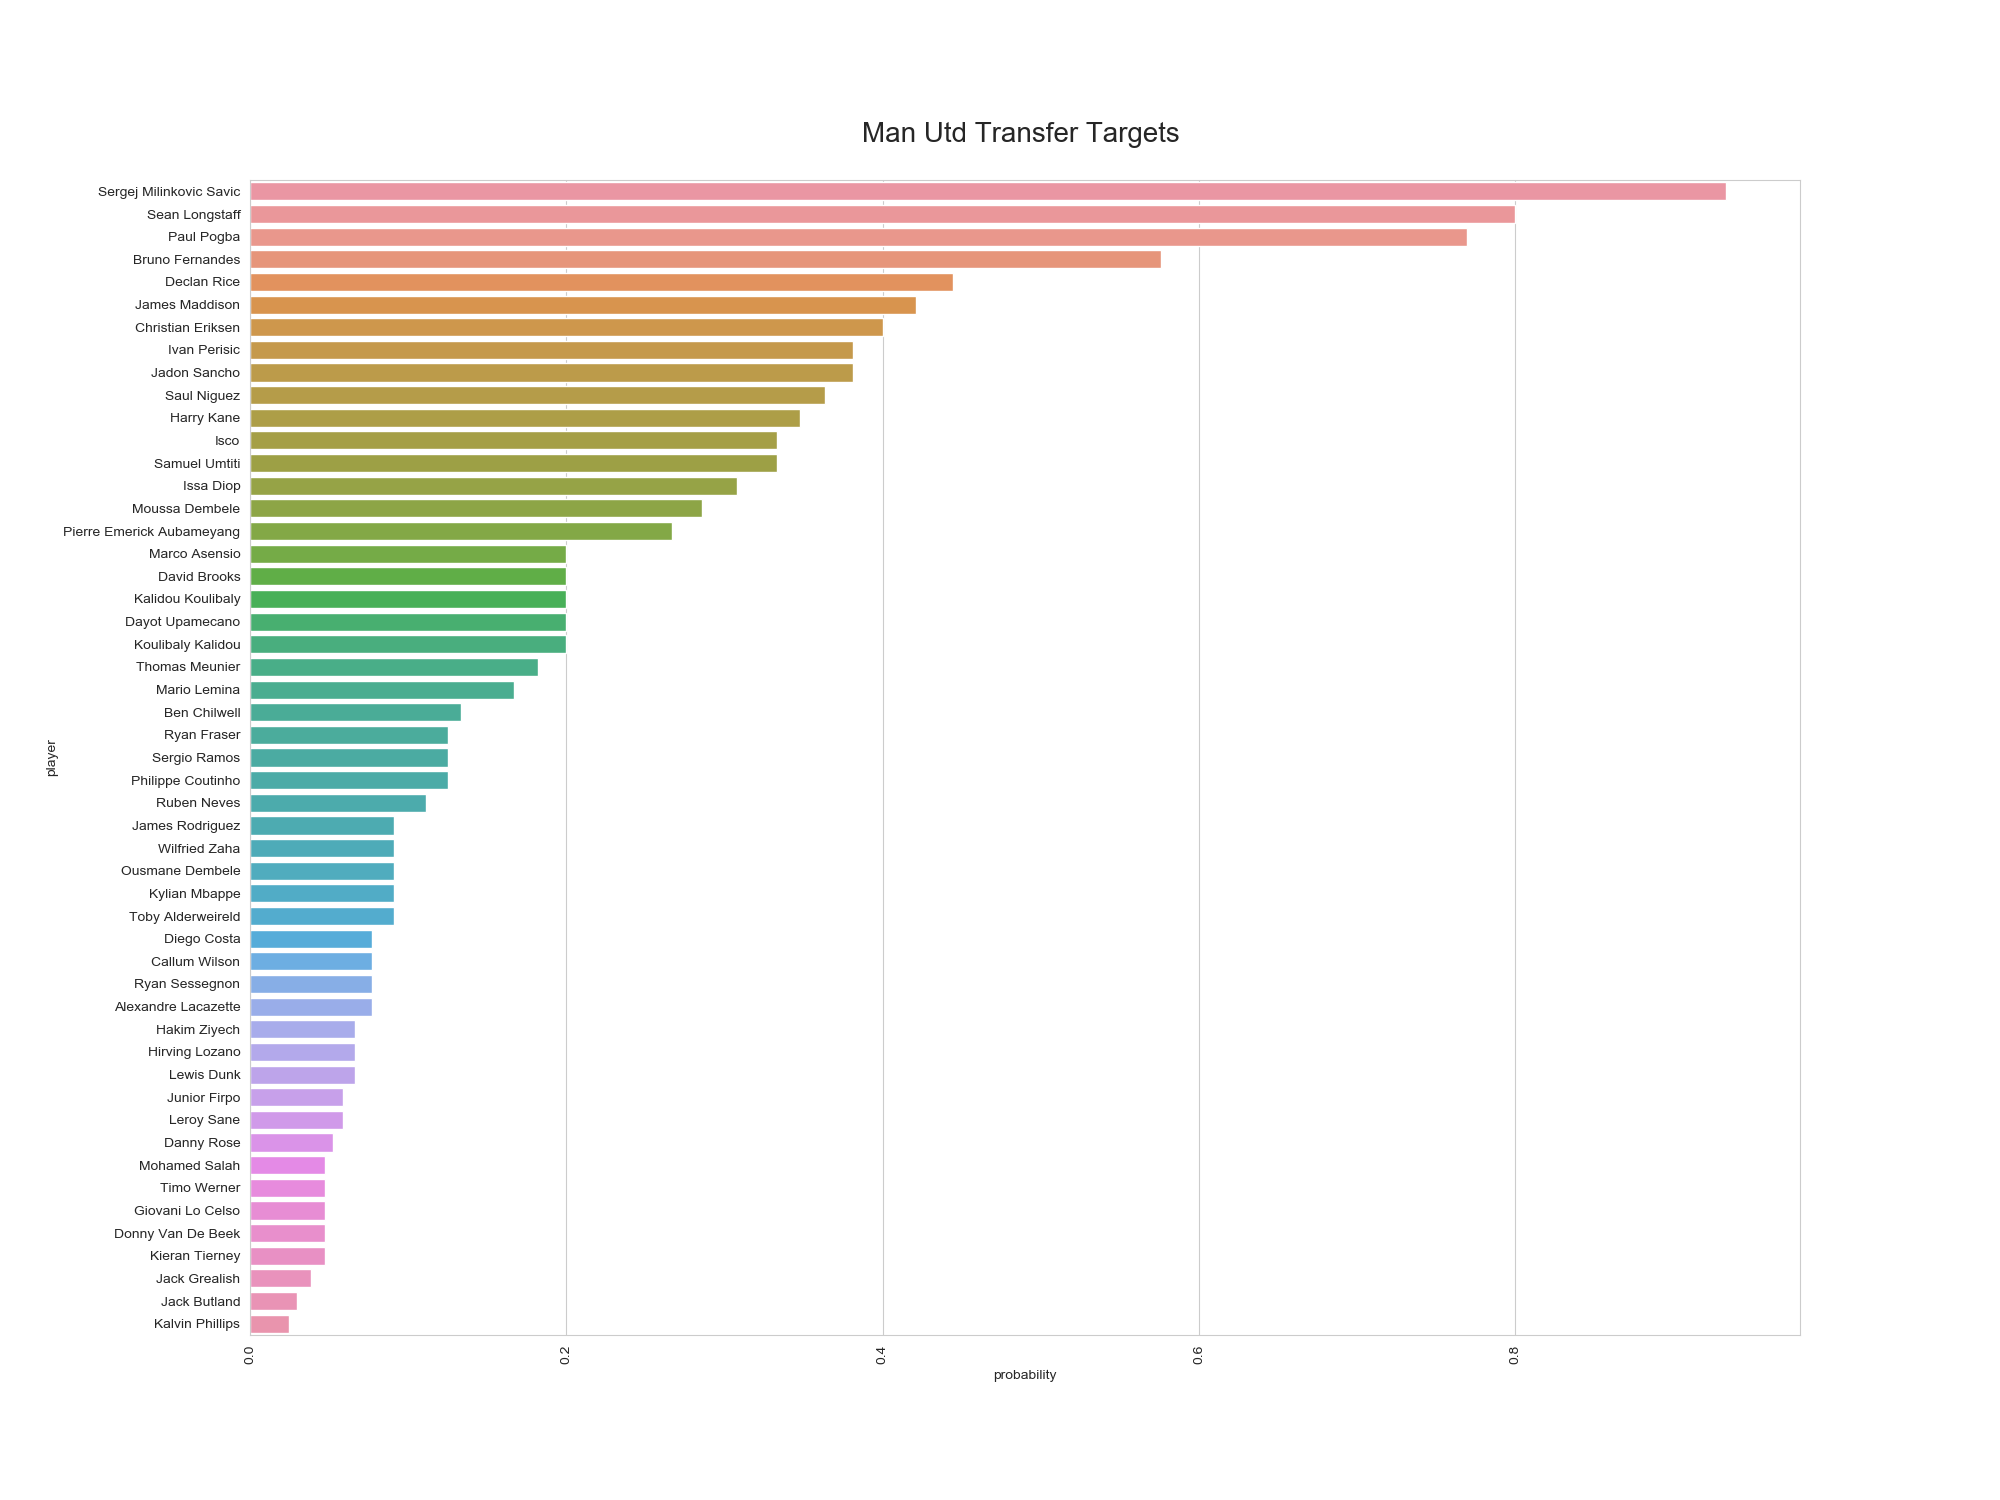 Man Utd Transfer Targets
Sergej Milinkovic Savic
Sean Longstaff
Paul Pogba
Bruno Fernandes
Declan Rice
James Maddison
Christian Eriksen
Ivan Perisic
Jadon Sancho
Saul Niguez
Harry Kane
Isco
Samuel Umtiti
Issa Diop
Moussa Dembele
Pierre Emerick Aubameyang
Marco Asensio
David Brooks
Kalidou Koulibaly
Dayot Upamecano
Koulibaly Kalidou
Thomas Meunier
Mario Lemina
Ben Chilwell
Ryan Fraser
Sergio Ramos
Philippe Coutinho
Ruben Neves
James Rodriguez
Wilfried Zaha
Ousmane Dembele
Kylian Mbappe
Toby Alderweireld
Diego Costa
Callum Wilson
Ryan Sessegnon
Alexandre Lacazette
Hakim Ziyech
Hirving Lozano
Lewis Dunk
Junior Firpo
Leroy Sane
Danny Rose
Mohamed Salah
Timo Werner
Giovani Lo Celso
Donny Van De Beek
Kieran Tierney
Jack Grealish
Jack Butland
Kalvin Phillips
player
0.0 0.2 0.4 0.6 0.8
probability